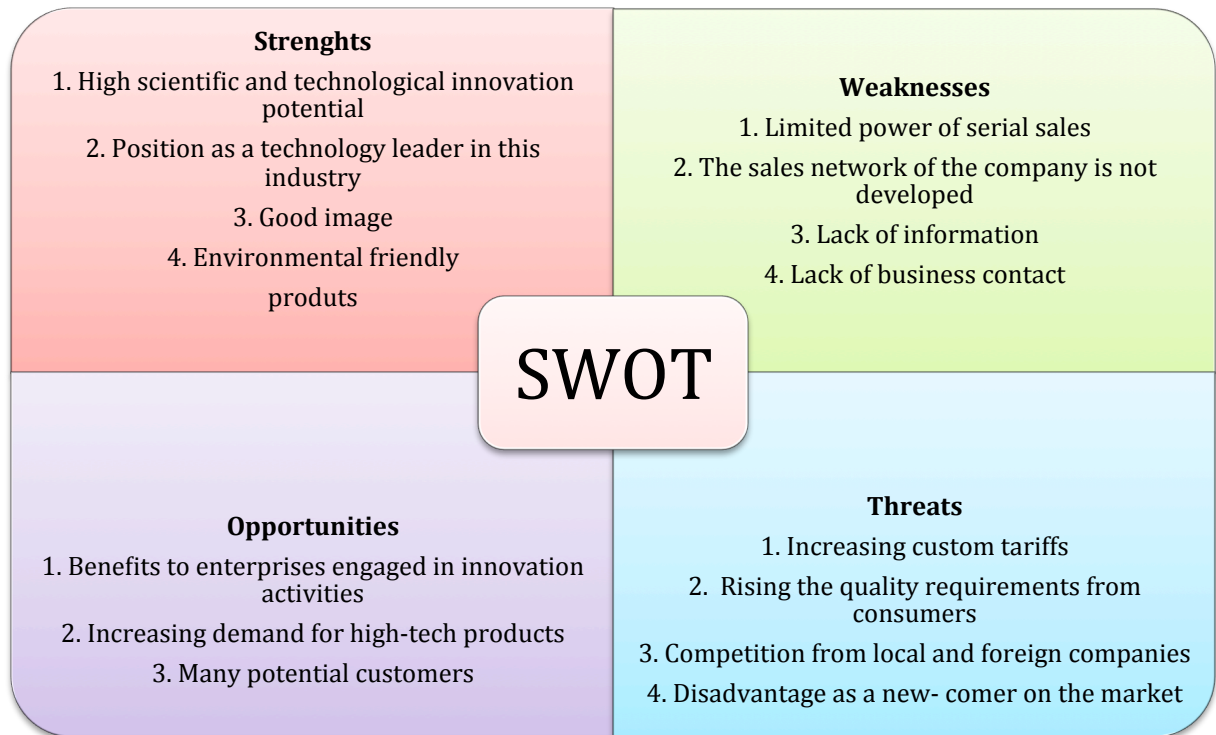 Strenghts
1. High scientific and technological innovation
potential
2. Position as a technology leader in this
industry
3. Good image
4. Environmental friendly
produts
Weaknesses
1. Limited power of serial sales
2. The sales network of the company is not
developed
3. Lack of information
4. Lack of business contact
SWOT
Opportunities
1. Benefits to enterprises engaged in innovation
activities
2. Increasing demand for high-tech products
3. Many potential customers
Threats
1. Increasing custom tariffs
2.  Rising the quality requirements from
consumers
3. Competition from local and foreign companies
4. Disadvantage as a new- comer on the market